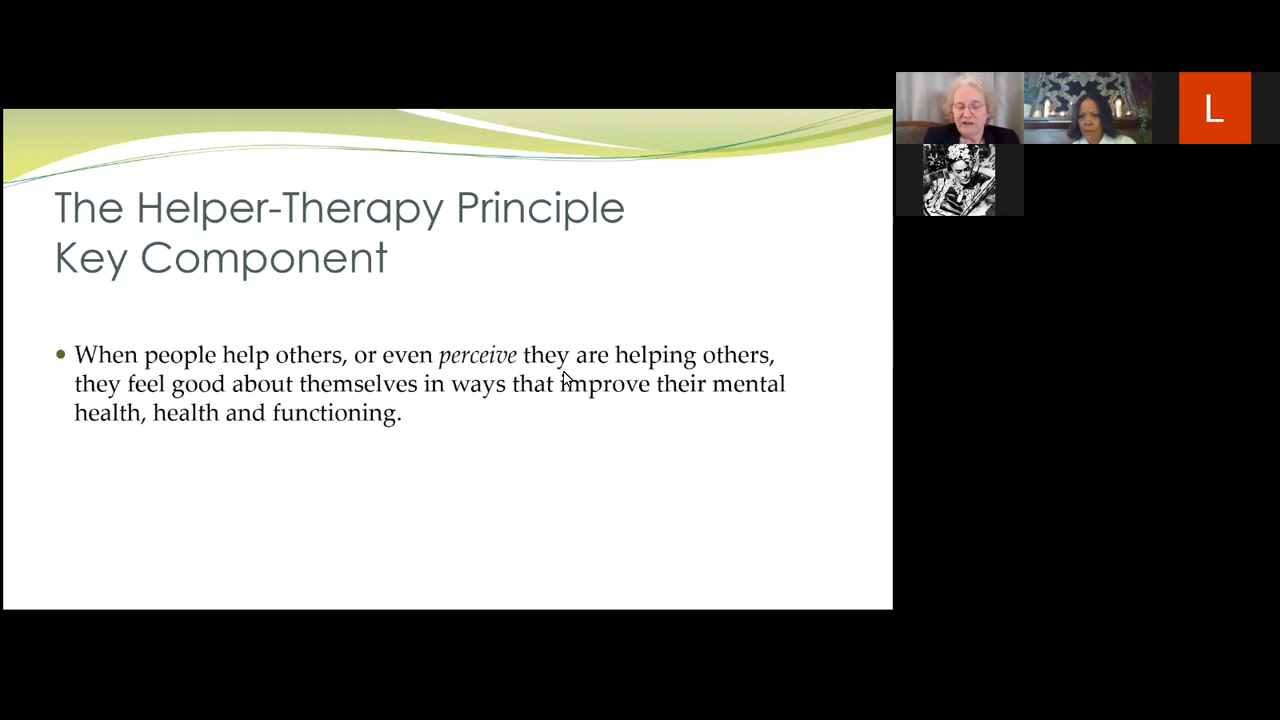 The Helper-Therapy Principle
Key Component
• When people help others, or even perceive they are helping others,
they feel good about themselves in ways that improve their mental
health, health and functioning.
L